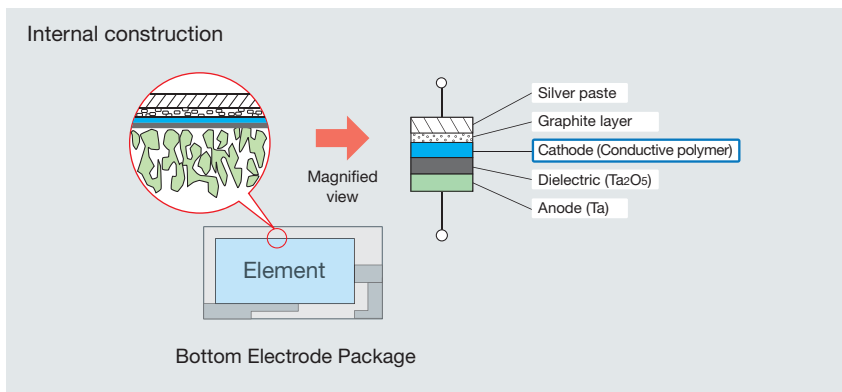 Internal construction
Silver paste
Graphite layer
Cathode (Conductive polymer)
Dielectric (Ta2O5)
Anode (Ta)
Magnified
view
Element
Bottom Electrode Package